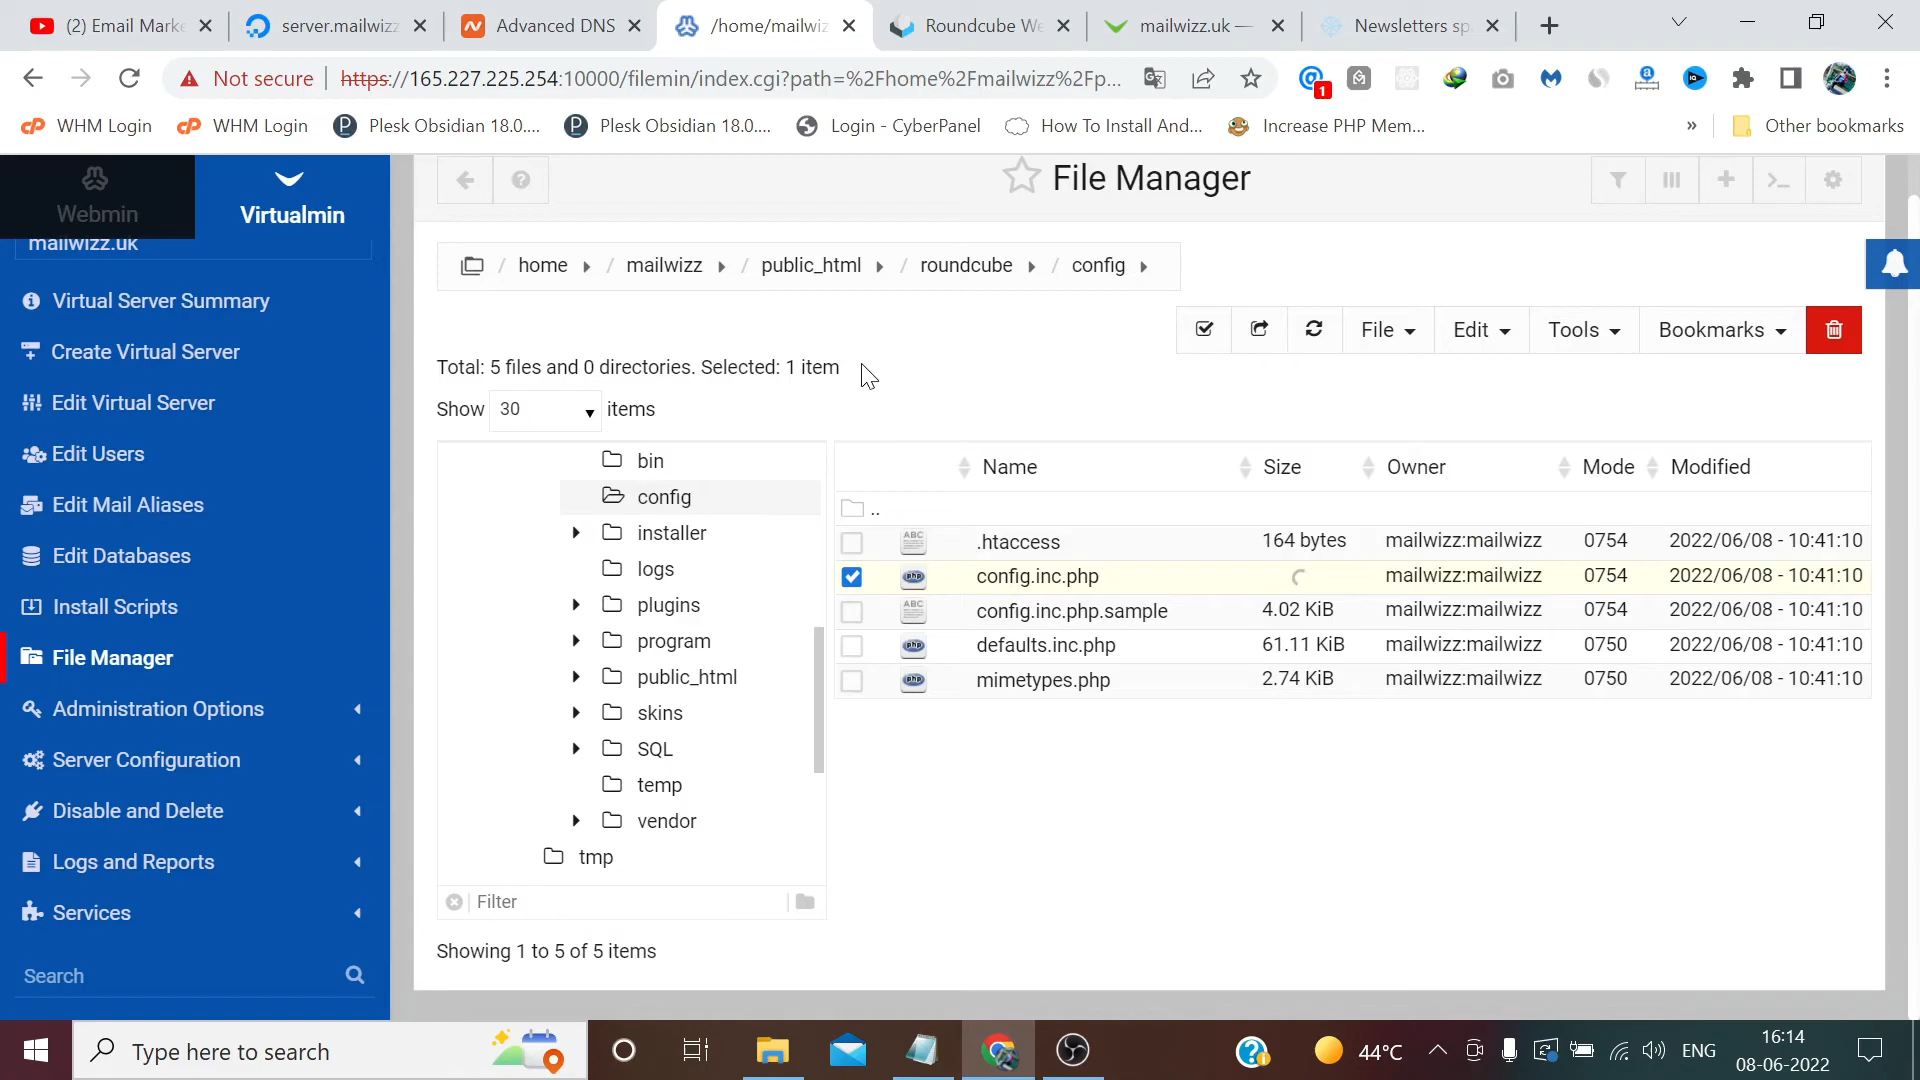 (2) Email Marke
server.mailwizz
Advanced DNS
/home/mailwiz
Roundcube We
mailwizz.uk —
Newsletters sp
Not secure
https://165.227.225.254:10000/filemin/index.cgi?path=%2Fhome%2Fmailwizz%2Fp...
1
WHM Login
WHM Login
Plesk Obsidian 18.0....
Plesk Obsidian 18.0....
Login - CyberPanel
How To Install And...
Increase PHP Mem...
»
Other bookmarks
Webmin
Virtualmin
mailwizz.uk
Virtual Server Summary
Create Virtual Server
Edit Virtual Server
Edit Users
Edit Mail Aliases
Edit Databases
Install Scripts
File Manager
Administration Options
Server Configuration
Disable and Delete
Logs and Reports
Services
Search
File Manager
/ home / mailwizz / public_html / roundcube / config
File
Edit
Tools
Bookmarks
Total: 5 files and 0 directories. Selected: 1 item
Show 30 items
bin
config
installer
logs
plugins
program
public_html
skins
SQL
temp
vendor
tmp
Filter
Name Size Owner Mode Modified
..
.htaccess 164 bytes mailwizz:mailwizz 0754 2022/06/08 - 10:41:10
config.inc.php mailwizz:mailwizz 0754 2022/06/08 - 10:41:10
config.inc.php.sample 4.02 KiB mailwizz:mailwizz 0754 2022/06/08 - 10:41:10
defaults.inc.php 61.11 KiB mailwizz:mailwizz 0750 2022/06/08 - 10:41:10
mimetypes.php 2.74 KiB mailwizz:mailwizz 0750 2022/06/08 - 10:41:10
Showing 1 to 5 of 5 items
Type here to search
44°C
ENG
16:14
08-06-2022